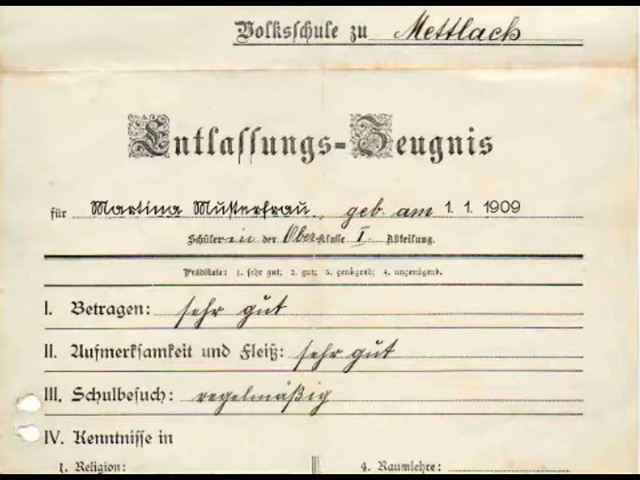 Volksschule zu Mettlach
Entlassungs-Zeugnis
für Martina Musterfrau, geb. am 1. 1. 1909
Schülerin der Ober-Klasse I. Abteilung.
Prädikate: 1. sehr gut; 2. gut; 3. genügend; 4. ungenügend.
I. Betragen: sehr gut
II. Aufmerksamkeit und Fleiß: sehr gut
III. Schulbesuch: regelmäßig
IV. Kenntnisse in
1. Religion:
4. Raumlehre: